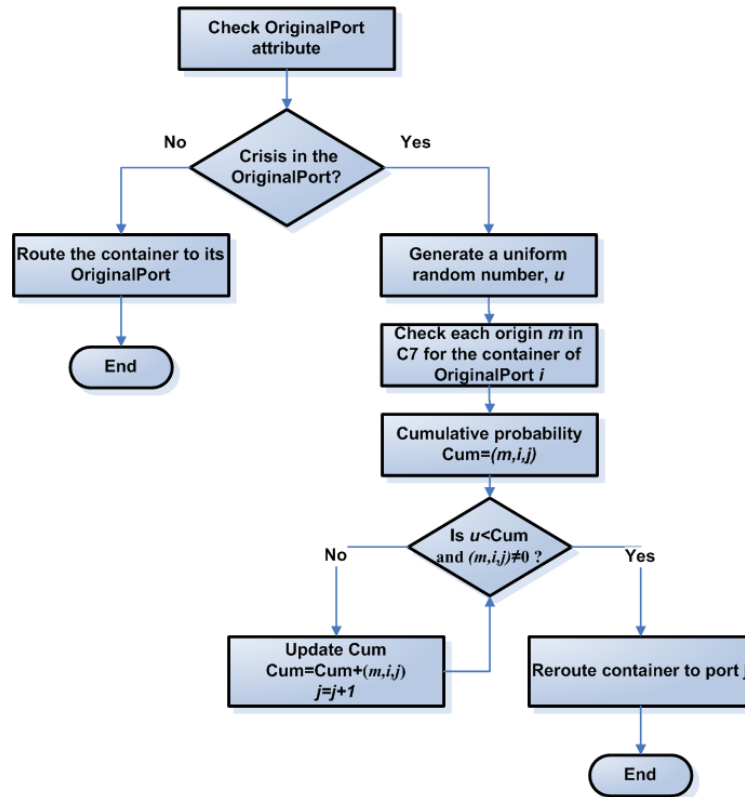 Check OriginalPort
attribute
No
Yes
Crisis in the
OriginalPort?
Route the container to its
OriginalPort
Generate a uniform
random number, u
End
Check each origin m in
C7 for the container of
OriginalPort i
Cumulative probability
Cum=(m,i,j)
Is u<Cum
and (m,i,j)≠0 ?
No
Yes
Update Cum
Cum=Cum+(m,i,j)
j=j+1
Reroute container to port j
End